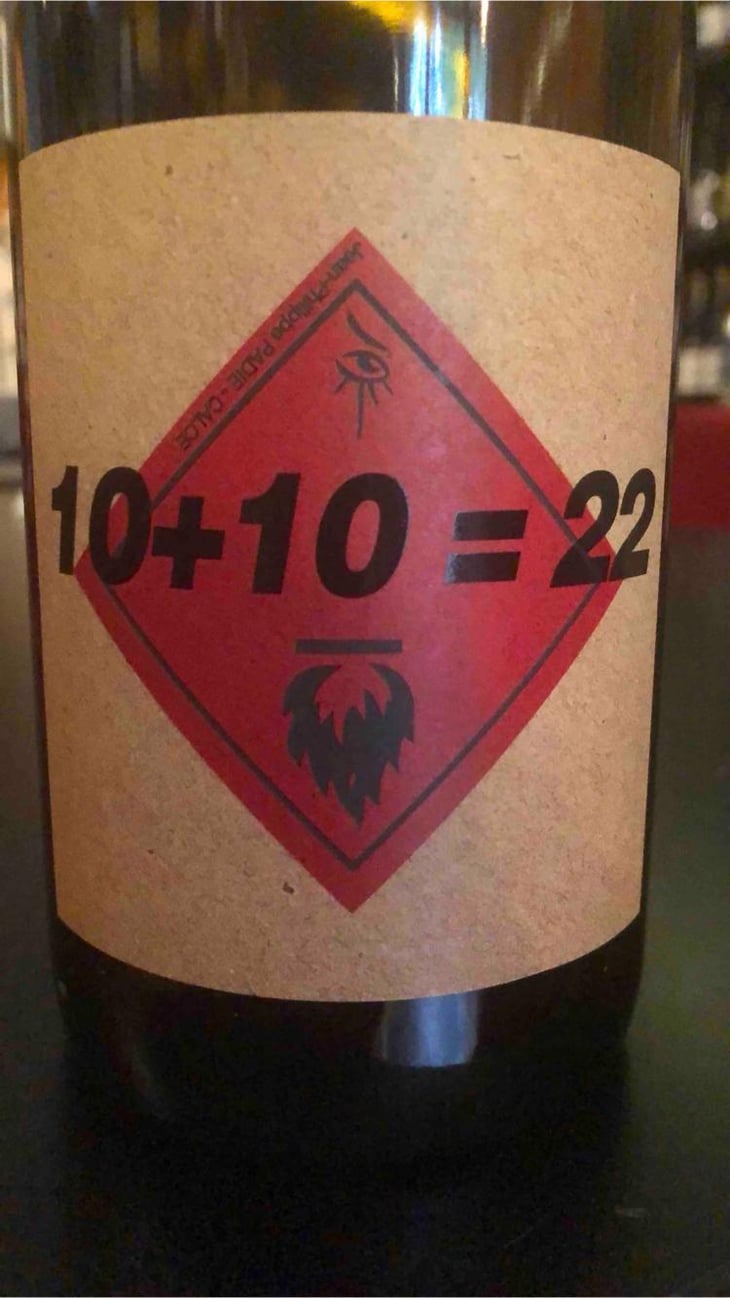 Jean-Philippe PADIE - CALCE
10+10 = 22